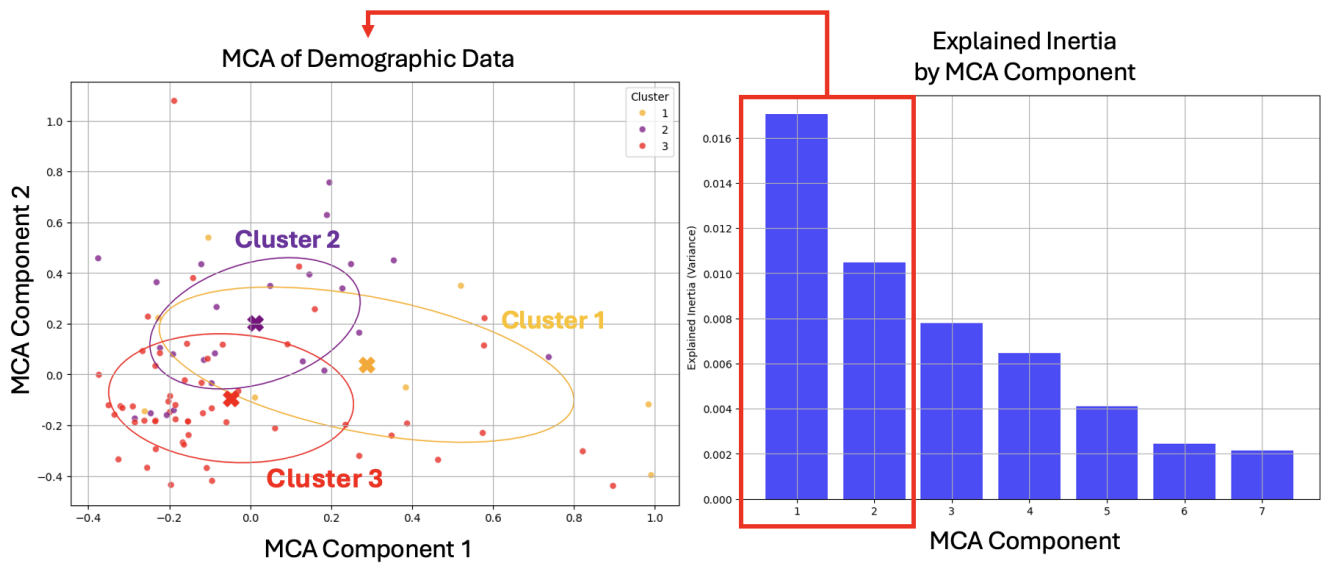 MCA of Demographic Data
MCA Component 2
1.0
0.8
0.6
0.4
0.2
0.0
−0.2
−0.4
Cluster
1
2
3
Cluster 2
Cluster 1
Cluster 3
−0.4 −0.2 0.0 0.2 0.4 0.6 0.8 1.0
MCA Component 1
Explained Inertia
by MCA Component
Explained Inertia (Variance)
0.016
0.014
0.012
0.010
0.008
0.006
0.004
0.002
0.000
1 2 3 4 5 6 7
MCA Component